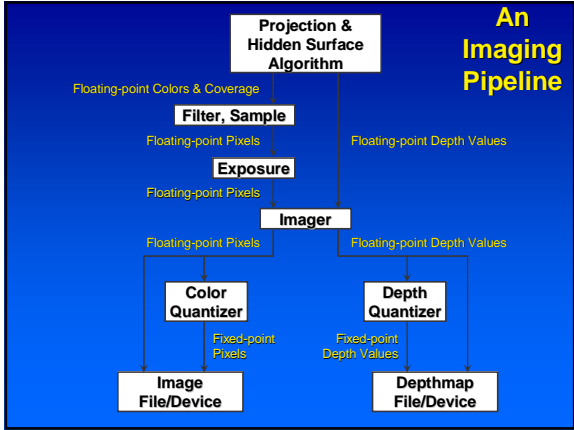 An
Imaging
Pipeline
Projection &
Hidden Surface
Algorithm
Floating-point Colors & Coverage
Filter, Sample
Floating-point Pixels
Floating-point Depth Values
Exposure
Floating-point Pixels
Imager
Floating-point Pixels
Floating-point Depth Values
Color
Quantizer
Depth
Quantizer
Fixed-point
Pixels
Fixed-point
Depth Values
Image
File/Device
Depthmap
File/Device